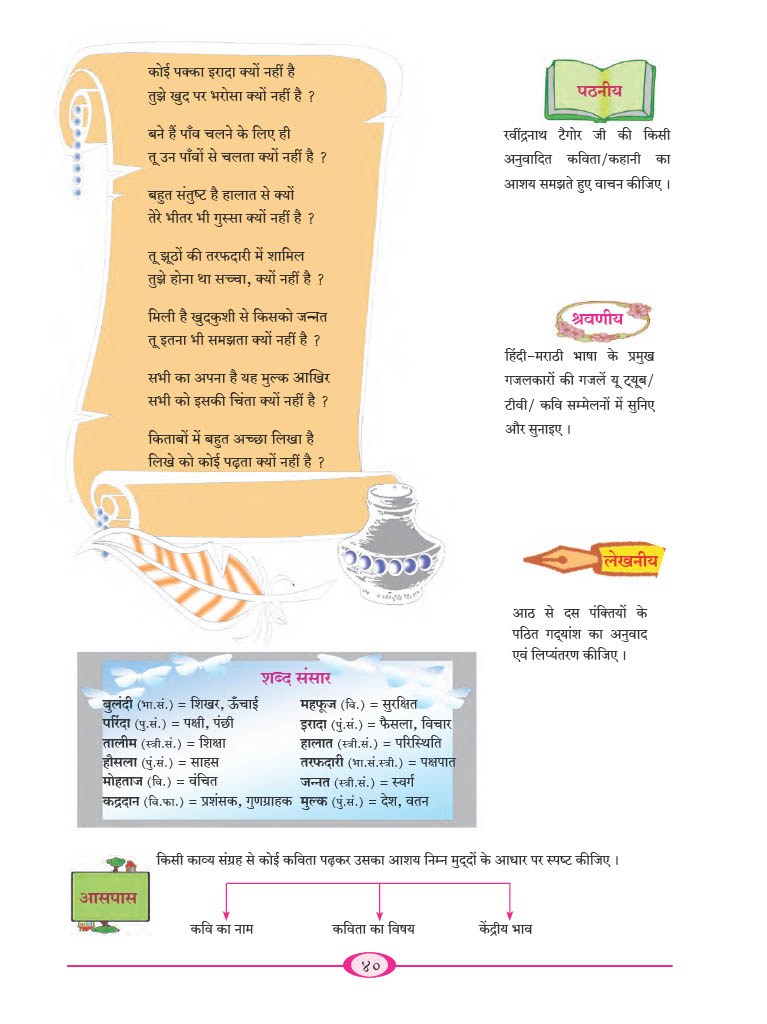 कोई पक्का इरादा क्यों नहीं है
तुझे खुद पर भरोसा क्यों नहीं है ?
बने हैं पाँव चलने के लिए ही
तू उन पाँवों से चलता क्यों नहीं है ?
बहुत संतुष्ट है हालात से क्यों
तेरे भीतर भी गुस्सा क्यों नहीं है ?
तू झूठों की तरफदारी में शामिल
तुझे होना था सच्चा, क्यों नहीं है ?
मिली है खुदकुशी से किसको जन्नत
तू इतना भी समझता क्यों नहीं है ?
सभी का अपना है यह मुल्क आखिर
सभी को इसकी चिंता क्यों नहीं है ?
किताबों में बहुत अच्छा लिखा है
लिखे को कोई पढ़ता क्यों नहीं है ?
पठनीय
रवींद्रनाथ टैगोर जी की किसी
अनुवादित कविता/कहानी का
आशय समझते हुए वाचन कीजिए ।
श्रवणीय
हिंदी-मराठी भाषा के प्रमुख
गजलकारों की गजलें यू ट्यूब/
टीवी/ कवि सम्मेलनों में सुनिए
और सुनाइए ।
लेखनीय
आठ से दस पंक्तियों के
पठित गद्यांश का अनुवाद
एवं लिप्यंतरण कीजिए ।
शब्द संसार
बुलंदी (भा.सं.) = शिखर, ऊँचाई
परिंदा (पु.सं.) = पक्षी, पंछी
तालीम (स्त्री.सं.) = शिक्षा
हौसला (पुं.सं.) = साहस
मोहताज (वि.) = वंचित
कद्रदान (वि.फा.) = प्रशंसक, गुणग्राहक
महफूज (वि.) = सुरक्षित
इरादा (पुं.सं.) = फैसला, विचार
हालात (स्त्री.सं.) = परिस्थिति
तरफदारी (भा.सं.स्त्री.) = पक्षपात
जन्नत (स्त्री.सं.) = स्वर्ग
मुल्क (पुं.सं.) = देश, वतन
आसपास
किसी काव्य संग्रह से कोई कविता पढ़कर उसका आशय निम्न मुद्दों के आधार पर स्पष्ट कीजिए ।
कवि का नाम
कविता का विषय
केंद्रीय भाव
४०